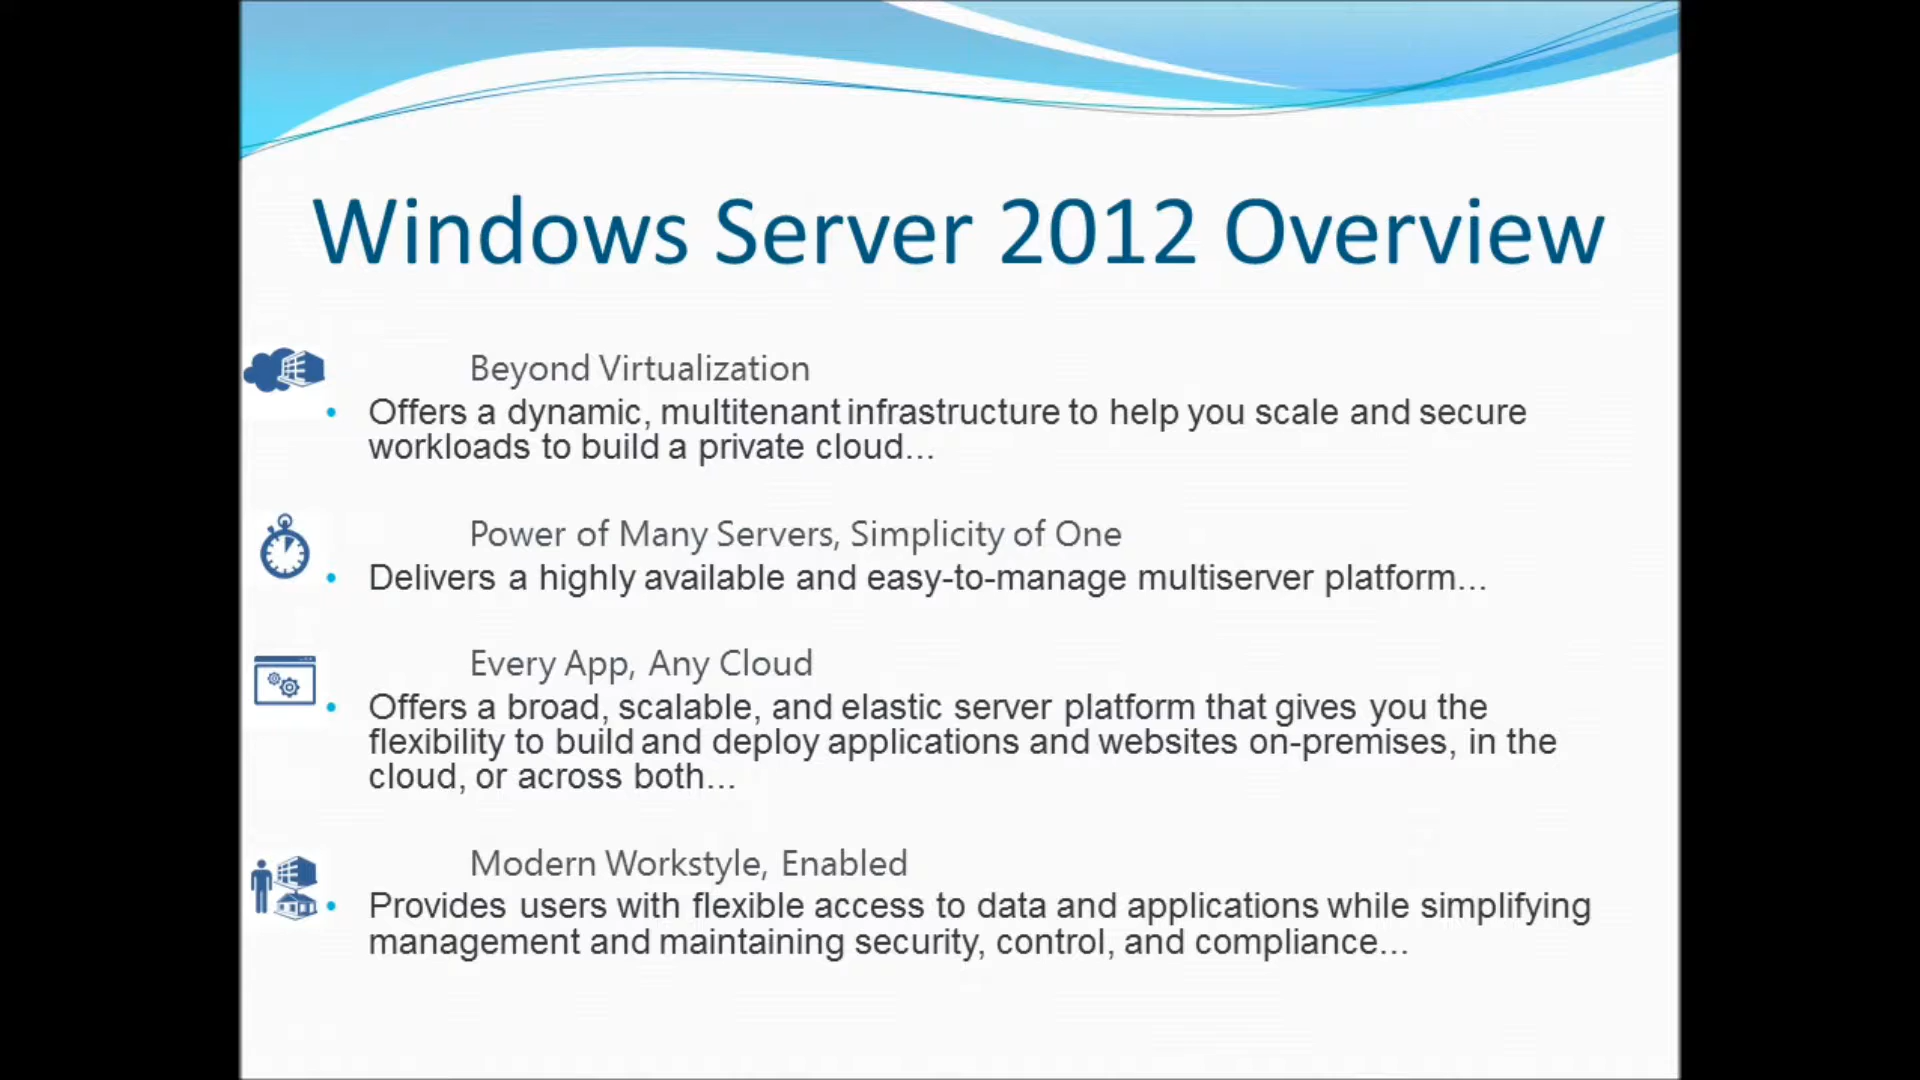 Windows Server 2012 Overview
Beyond Virtualization
• Offers a dynamic, multitenant infrastructure to help you scale and secure
workloads to build a private cloud...
Power of Many Servers, Simplicity of One
• Delivers a highly available and easy-to-manage multiserver platform...
Every App, Any Cloud
• Offers a broad, scalable, and elastic server platform that gives you the
flexibility to build and deploy applications and websites on-premises, in the
cloud, or across both...
Modern Workstyle, Enabled
• Provides users with flexible access to data and applications while simplifying
management and maintaining security, control, and compliance...